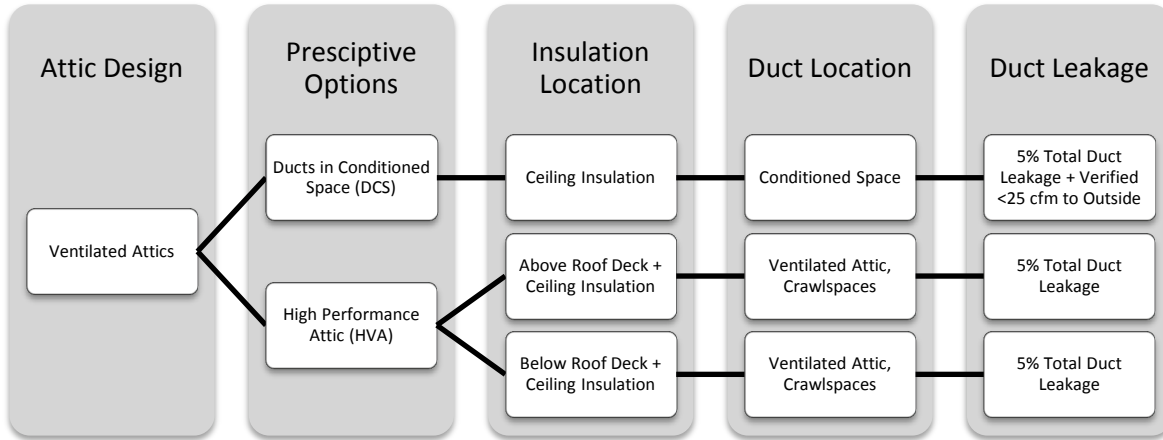 Attic Design
Presciptive
Options
Insulation
Location
Duct Location
Duct Leakage
Ventilated Attics
Ducts in Conditioned
Space (DCS)
Ceiling Insulation
Conditioned Space
5% Total Duct
Leakage + Verified
<25 cfm to Outside
High Performance
Attic (HVA)
Above Roof Deck +
Ceiling Insulation
Ventilated Attic,
Crawlspaces
5% Total Duct
Leakage
Below Roof Deck +
Ceiling Insulation
Ventilated Attic,
Crawlspaces
5% Total Duct
Leakage